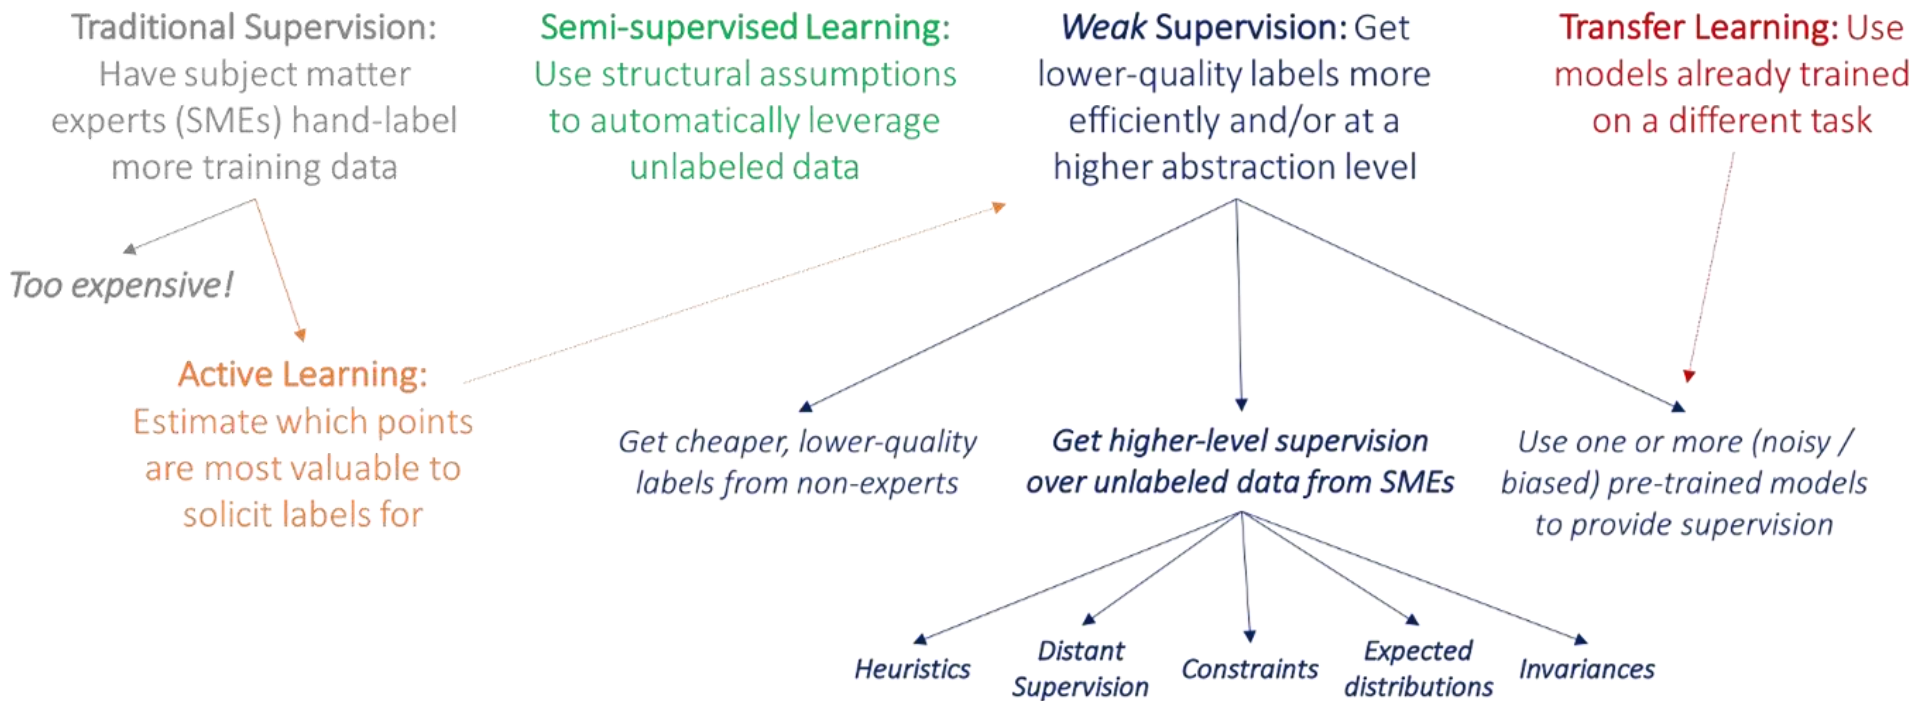 Traditional Supervision:
Have subject matter
experts (SMEs) hand-label
more training data
Semi-supervised Learning:
Use structural assumptions
to automatically leverage
unlabeled data
Weak Supervision: Get
lower-quality labels more
efficiently and/or at a
higher abstraction level
Transfer Learning: Use
models already trained
on a different task
Too expensive!
Active Learning:
Estimate which points
are most valuable to
solicit labels for
Get cheaper, lower-quality
labels from non-experts
Get higher-level supervision
over unlabeled data from SMEs
Use one or more (noisy /
biased) pre-trained models
to provide supervision
Heuristics
Distant
Supervision
Constraints
Expected
distributions
Invariances